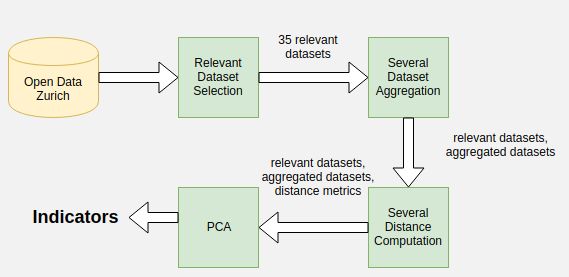 Open Data
Zurich
Relevant
Dataset
Selection
35 relevant
datasets
Several
Dataset
Aggregation
relevant datasets,
aggregated datasets
Several
Distance
Computation
relevant datasets,
aggregated datasets,
distance metrics
PCA
Indicators